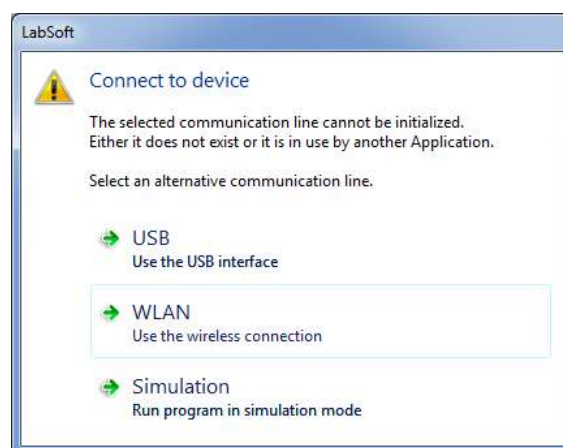 LabSoft
Connect to device
The selected communication line cannot be initialized.
Either it does not exist or it is in use by another Application.
Select an alternative communication line.
USB
Use the USB interface
WLAN
Use the wireless connection
Simulation
Run program in simulation mode